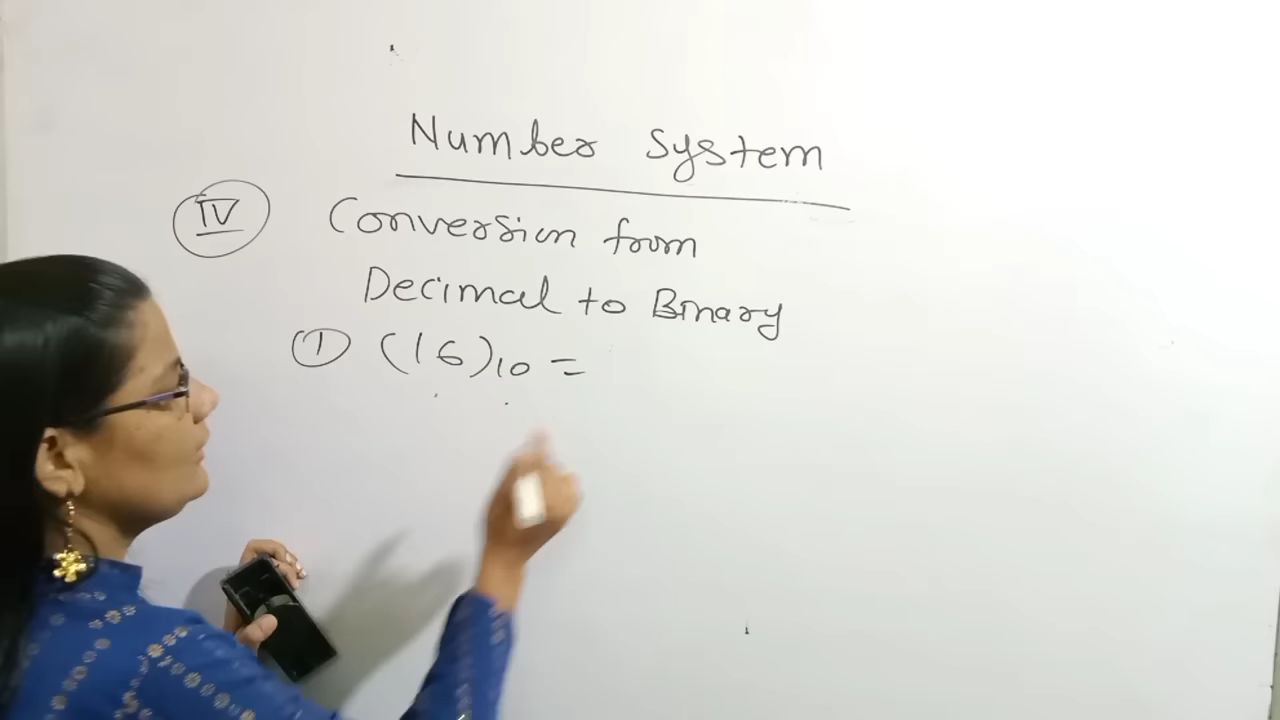 Number System
IV Conversion from
Decimal to Binary
1 (16)10 =